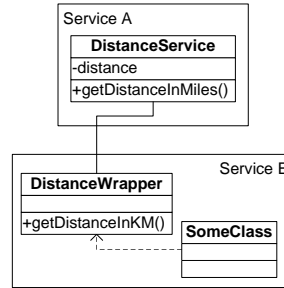 Service A
DistanceService
-distance
+getDistanceInMiles()
Service B
DistanceWrapper
+getDistanceInKM()
SomeClass